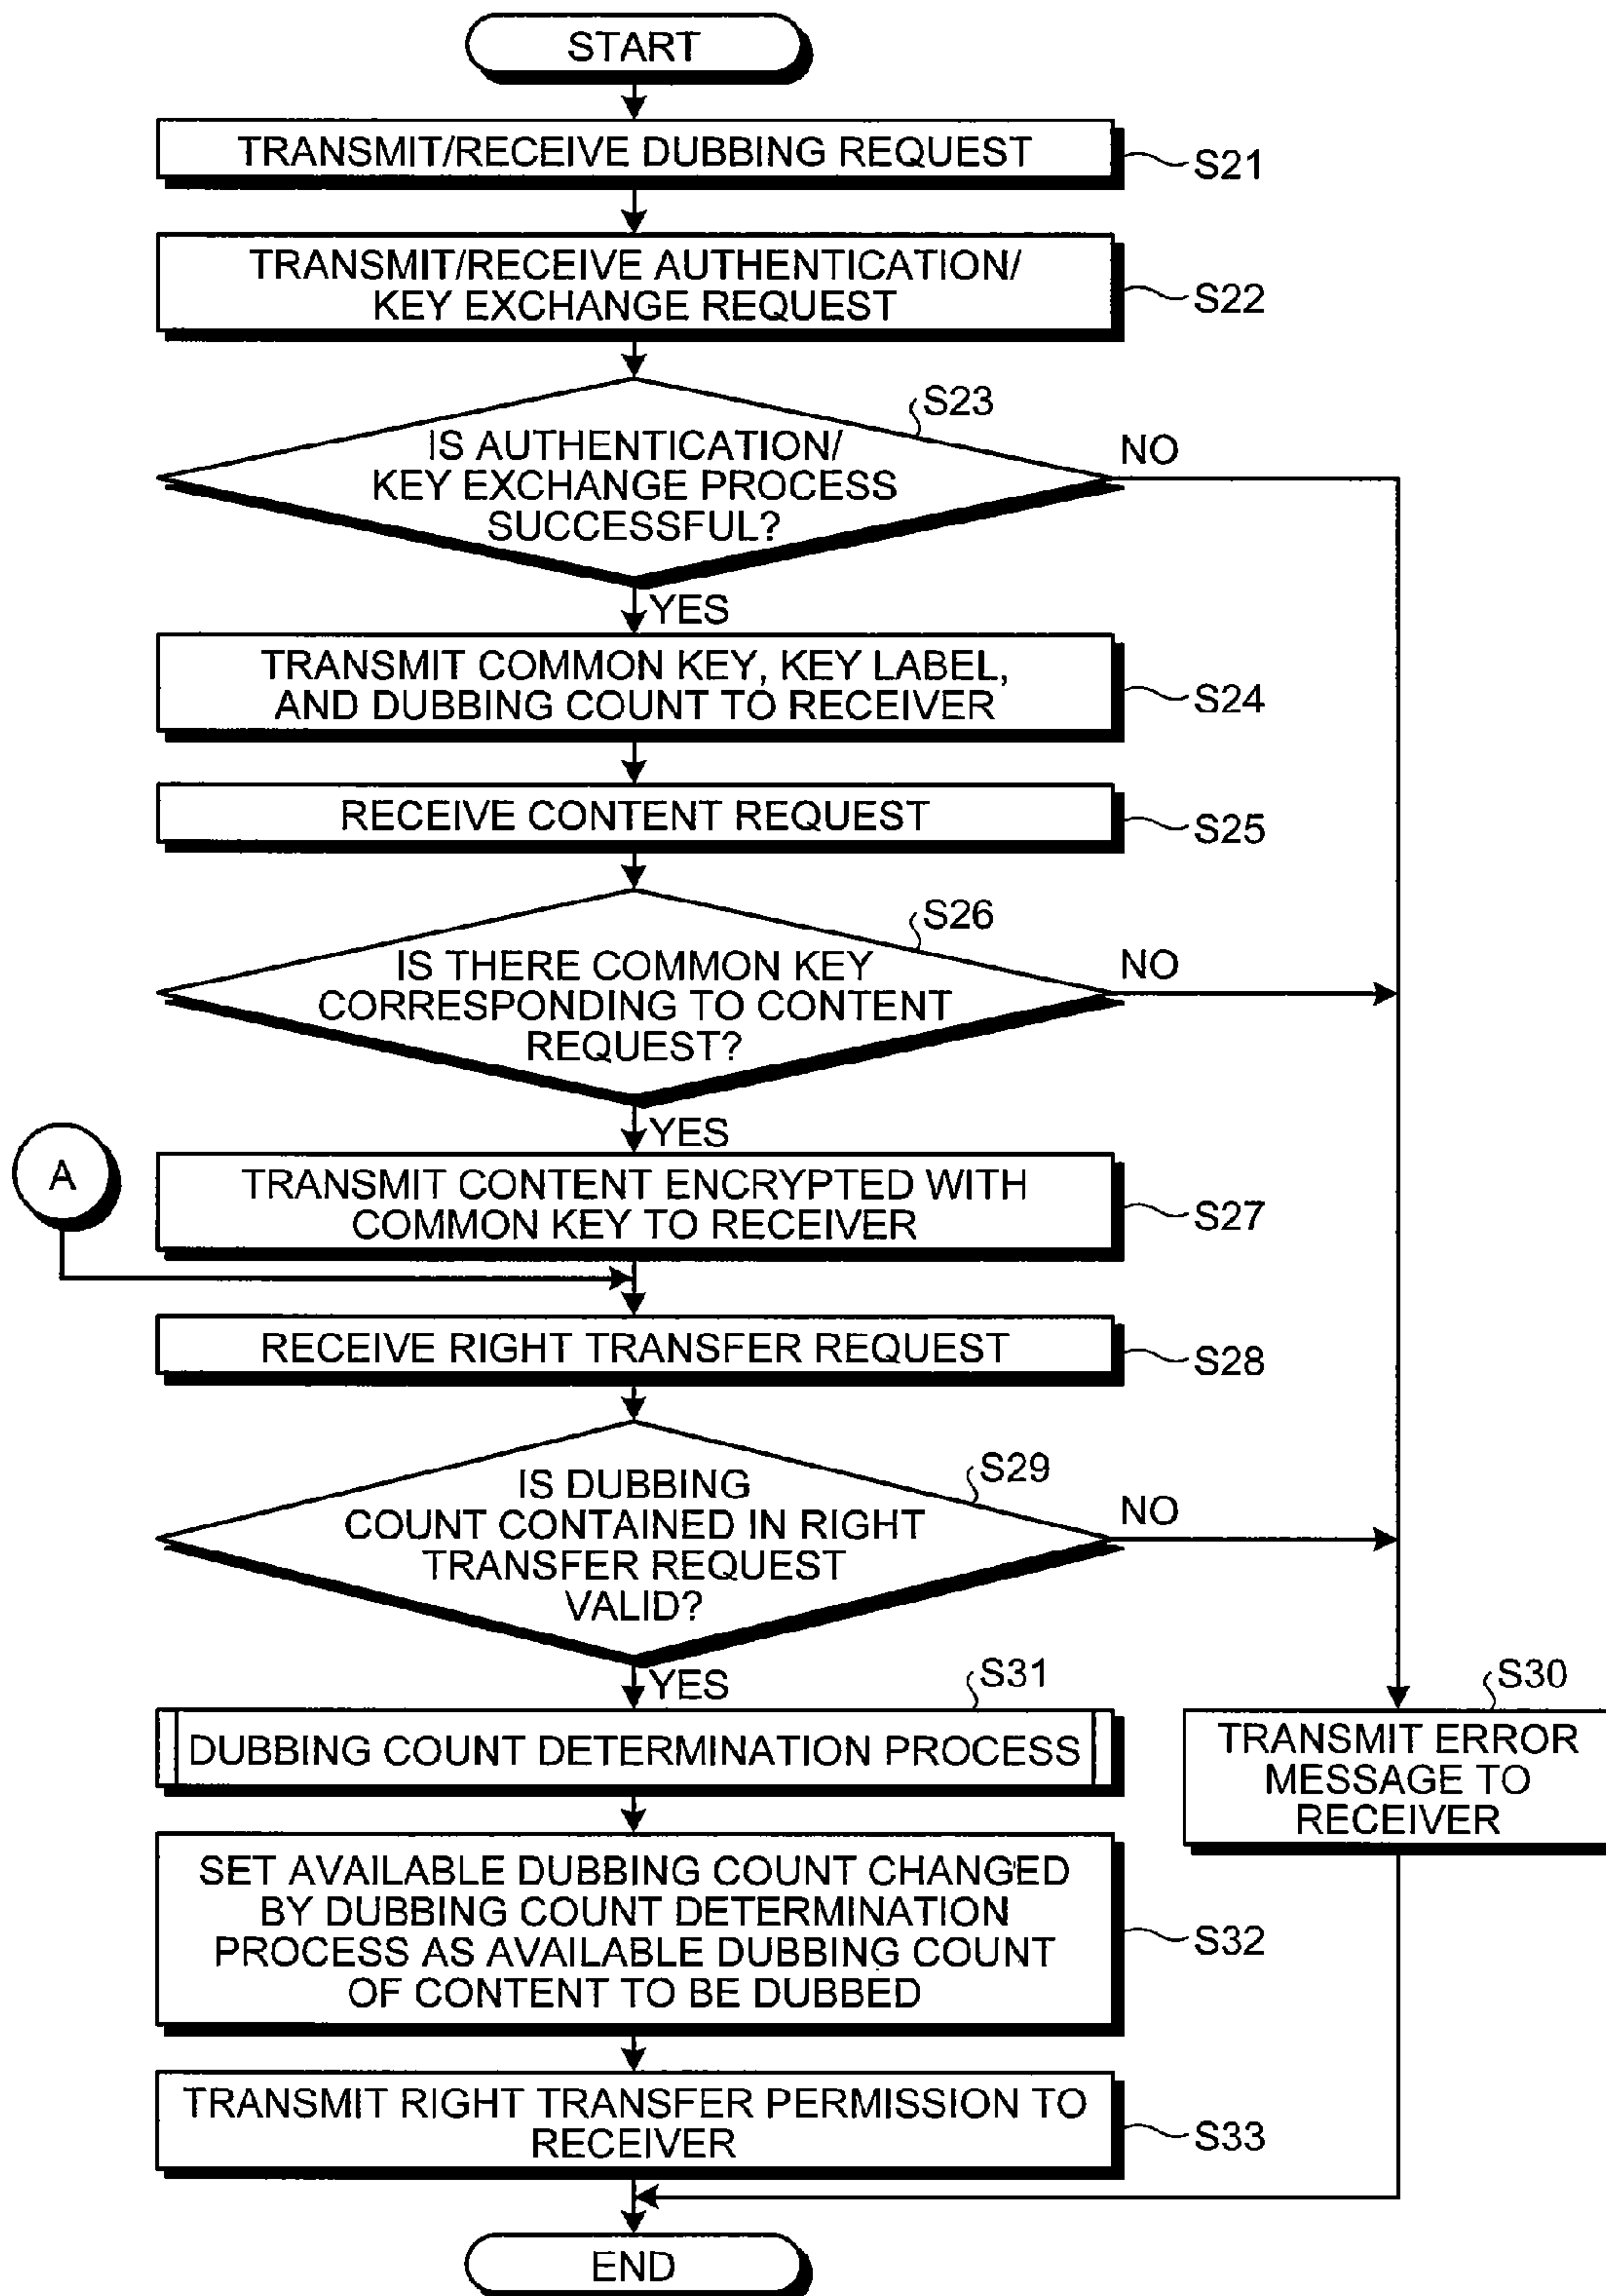 START
TRANSMIT/RECEIVE DUBBING REQUEST
S21
TRANSMIT/RECEIVE AUTHENTICATION/
KEY EXCHANGE REQUEST
S22
S23
IS AUTHENTICATION/
KEY EXCHANGE PROCESS
SUCCESSFUL?
NO
YES
TRANSMIT COMMON KEY, KEY LABEL,
AND DUBBING COUNT TO RECEIVER
S24
RECEIVE CONTENT REQUEST
S25
S26
IS THERE COMMON KEY
CORRESPONDING TO CONTENT
REQUEST?
NO
YES
A
TRANSMIT CONTENT ENCRYPTED WITH
COMMON KEY TO RECEIVER
S27
RECEIVE RIGHT TRANSFER REQUEST
S28
S29
IS DUBBING
COUNT CONTAINED IN RIGHT
TRANSFER REQUEST
VALID?
NO
YES
S31
DUBBING COUNT DETERMINATION PROCESS
S30
TRANSMIT ERROR
MESSAGE TO
RECEIVER
SET AVAILABLE DUBBING COUNT CHANGED
BY DUBBING COUNT DETERMINATION
PROCESS AS AVAILABLE DUBBING COUNT
OF CONTENT TO BE DUBBED
S32
TRANSMIT RIGHT TRANSFER PERMISSION TO
RECEIVER
S33
END